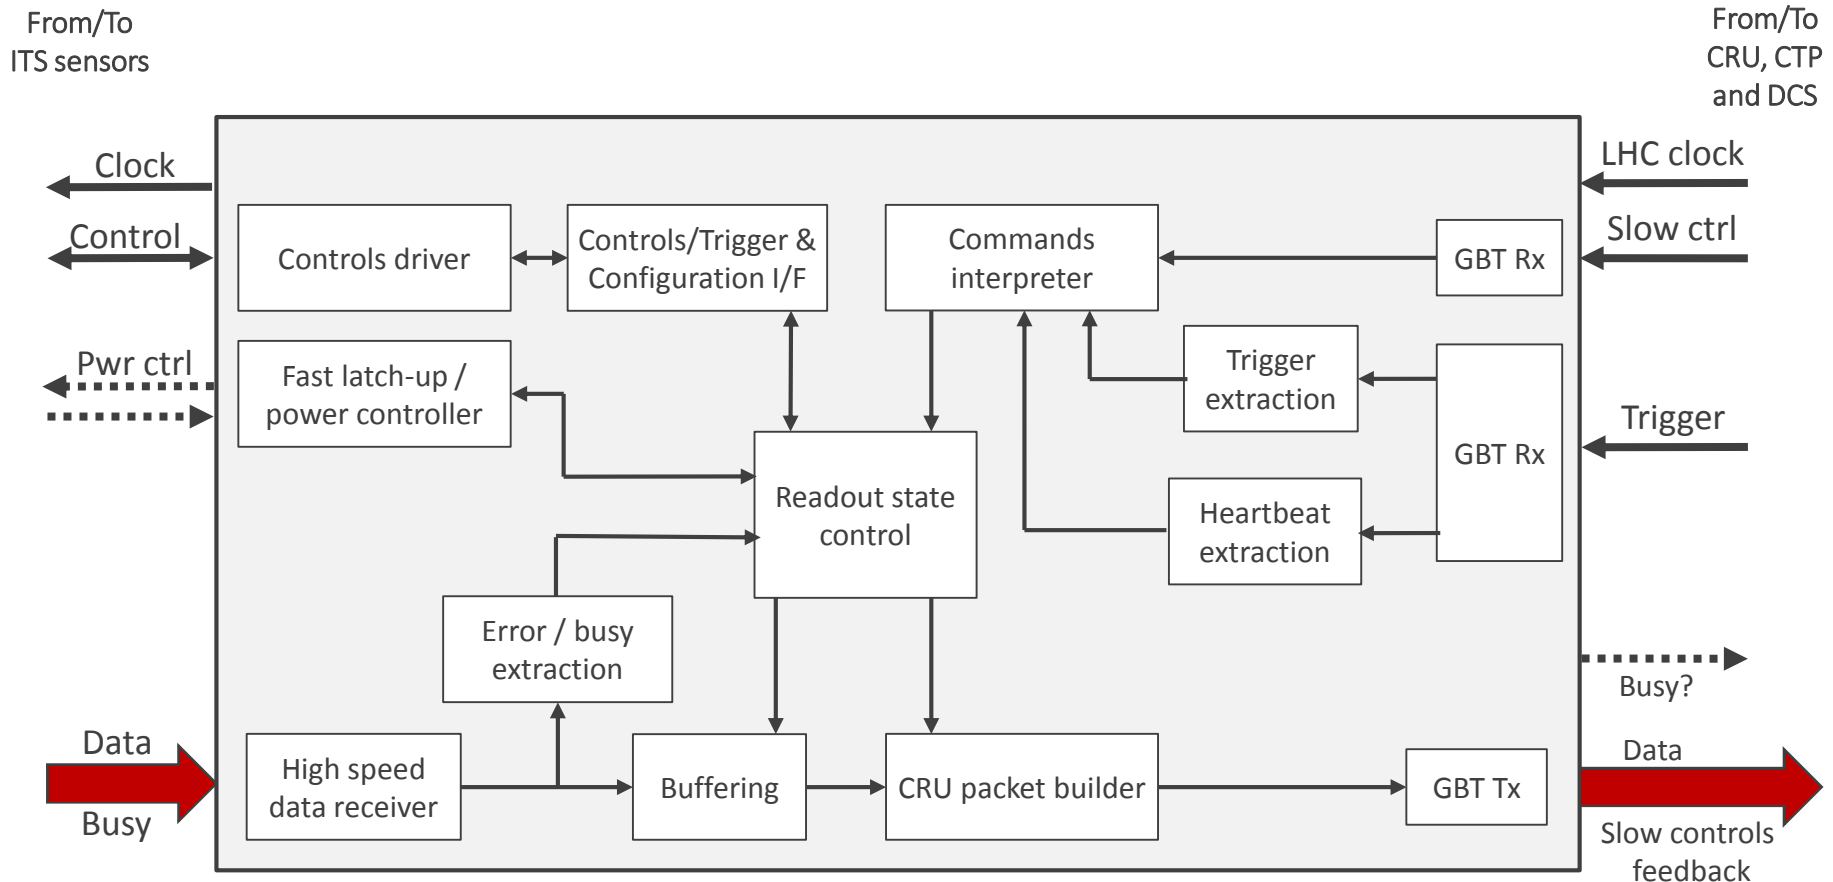 From/To
ITS sensors
From/To
CRU, CTP
and DCS
Clock
LHC clock
Control
Slow ctrl
Controls driver
Controls/Trigger &
Configuration I/F
Commands
interpreter
GBT Rx
Pwr ctrl
Fast latch-up /
power controller
Trigger
extraction
GBT Rx
Trigger
Readout state
control
Heartbeat
extraction
Error / busy
extraction
Busy?
Data
Busy
High speed
data receiver
Buffering
CRU packet builder
GBT Tx
Data
Slow controls
feedback